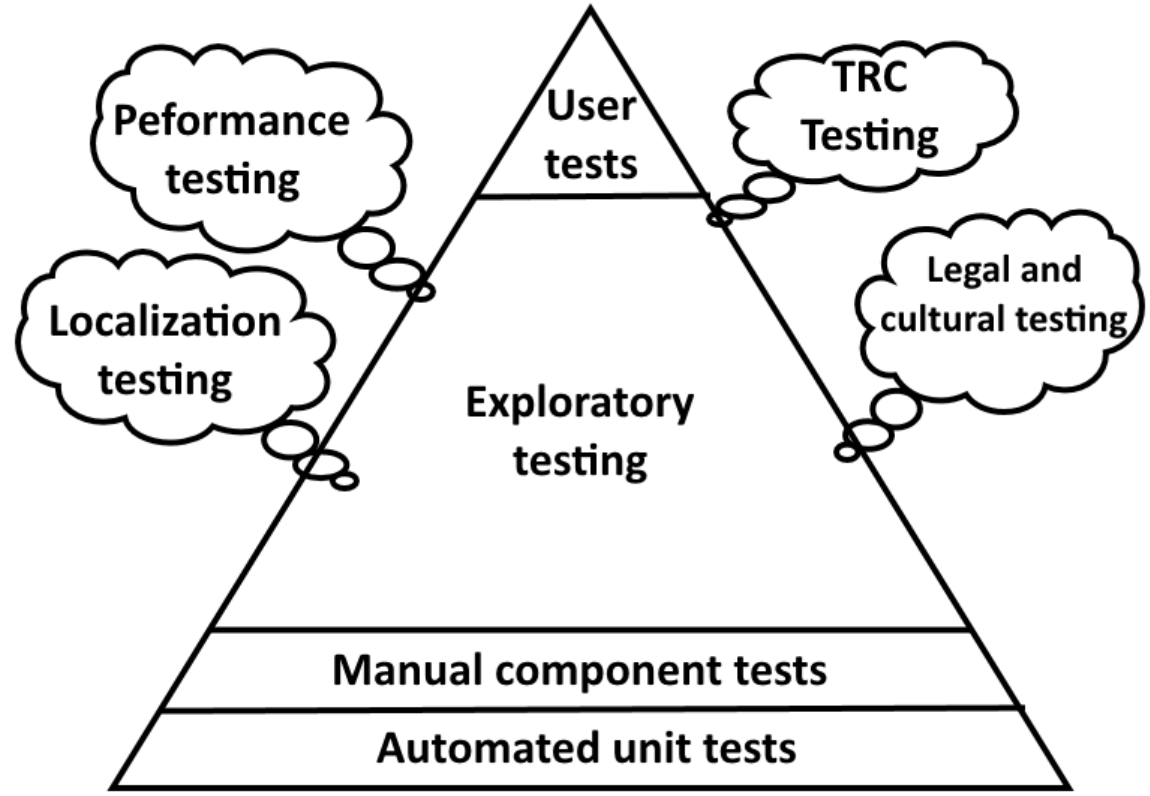 Peformance
testing
Localization
testing
User
tests
TRC
Testing
Legal and
cultural testing
Exploratory
testing
Manual component tests
Automated unit tests